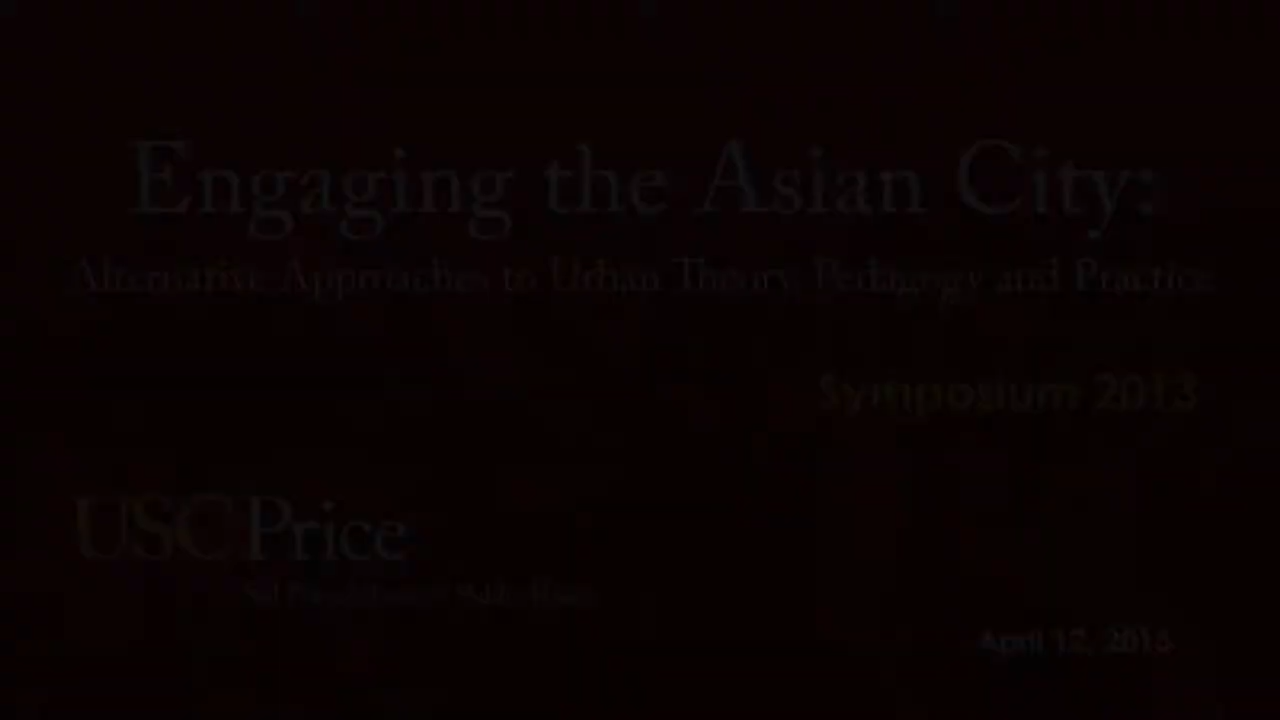 Engaging the Asian City:
Alternative Approaches to Urban Theory, Pedagogy and Practice
Symposium 2013
USC Price
Sol Price School of Public Policy
April 12, 2013